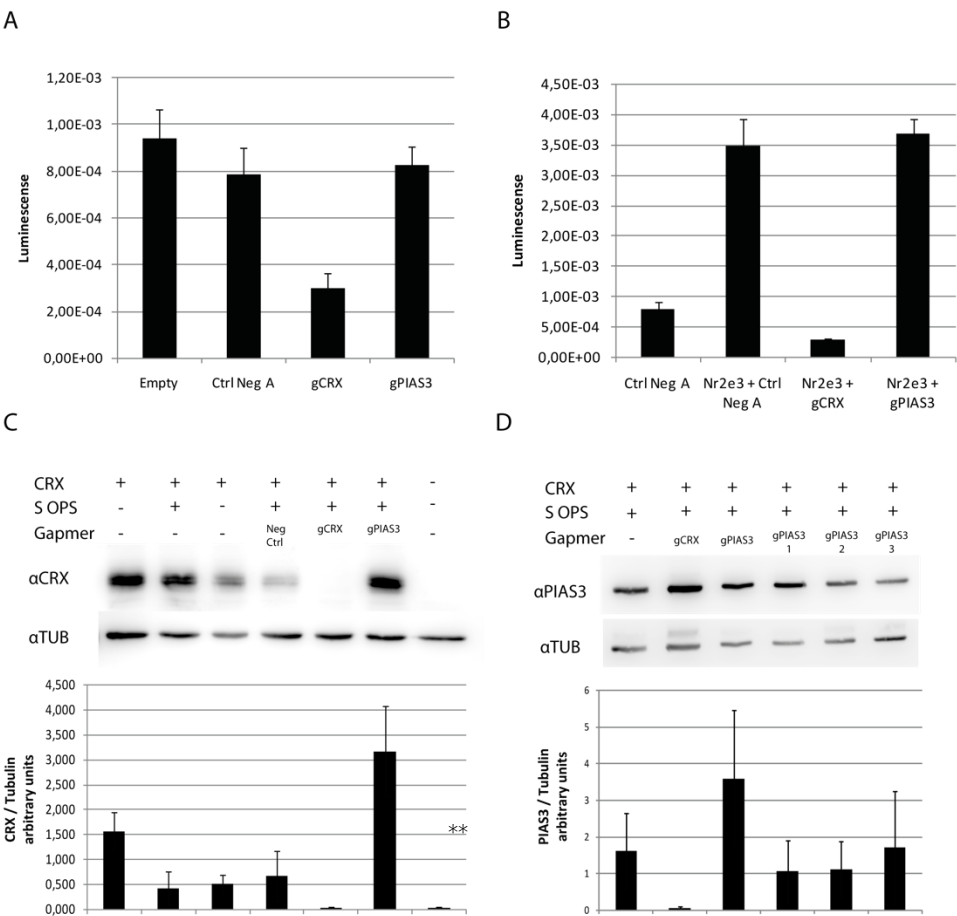 A
1,20E-03
1,00E-03
8,00E-04
6,00E-04
4,00E-04
2,00E-04
0,00E+00
Luminescense
Empty Ctrl Neg A gCRX gPIAS3
B
4,50E-03
4,00E-03
3,50E-03
3,00E-03
2,50E-03
3,50E-03
1,50E-03
1,00E-03
5,00E-04
0,00E+00
Luminescense
Ctrl Neg A Nr2e3 + Ctrl Nr2e3 + Nr2e3 +
Neg A gCRX gPIAS3
C
CRX + + + + + + -
S OPS - + - + + + -
Gapmer - - - Neg Ctrl gCRX gPIAS3 -
αCRX
αTUB
4,500
4,000
3,500
3,000
2,500
2,000
1,500
1,000
0,500
0,000
CRX / Tubulin
arbitrary units
**
D
CRX + + + + + +
S OPS + + + + + +
Gapmer - gCRX gPIAS3 gPIAS3 1 gPIAS3 2 gPIAS3 3
αPIAS3
αTUB
6
5
4
3
2
1
0
PIAS3 / Tubulin
arbitrary units